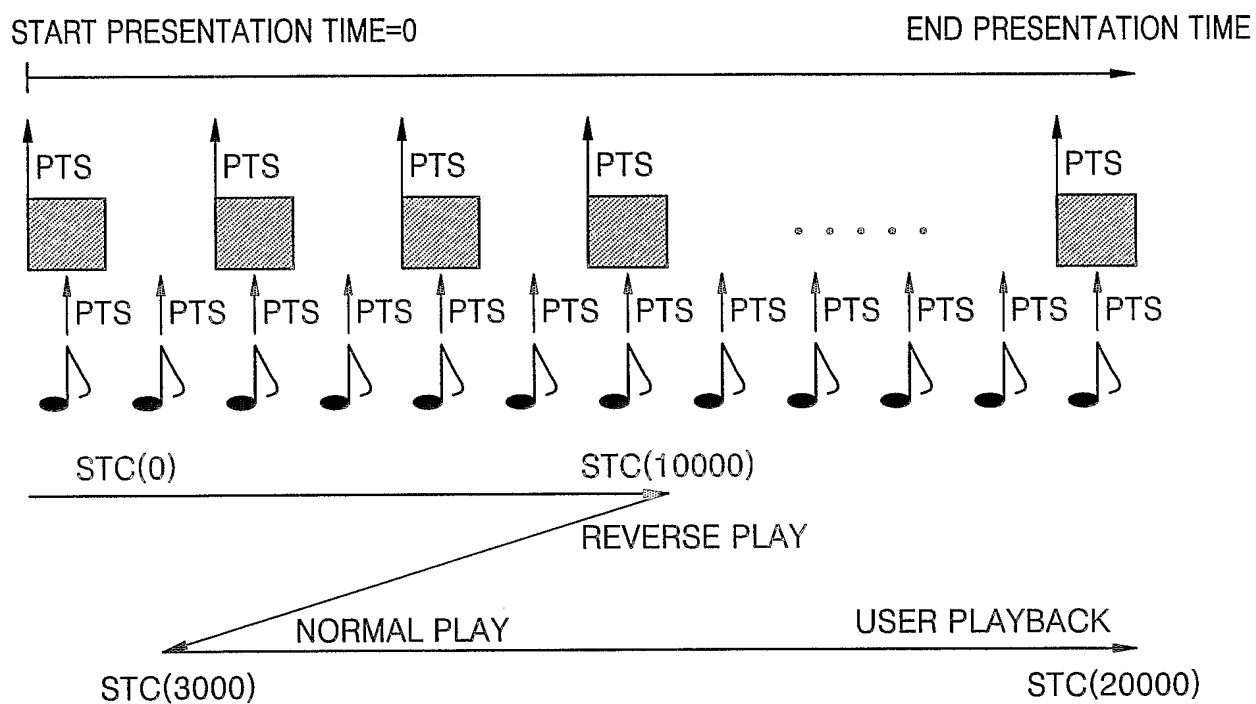 START PRESENTATION TIME=0 END PRESENTATION TIME
PTS PTS PTS PTS PTS
PTS PTS PTS PTS PTS PTS PTS PTS PTS PTS PTS PTS
STC(0) STC(10000)
REVERSE PLAY
NORMAL PLAY USER PLAYBACK
STC(3000) STC(20000)